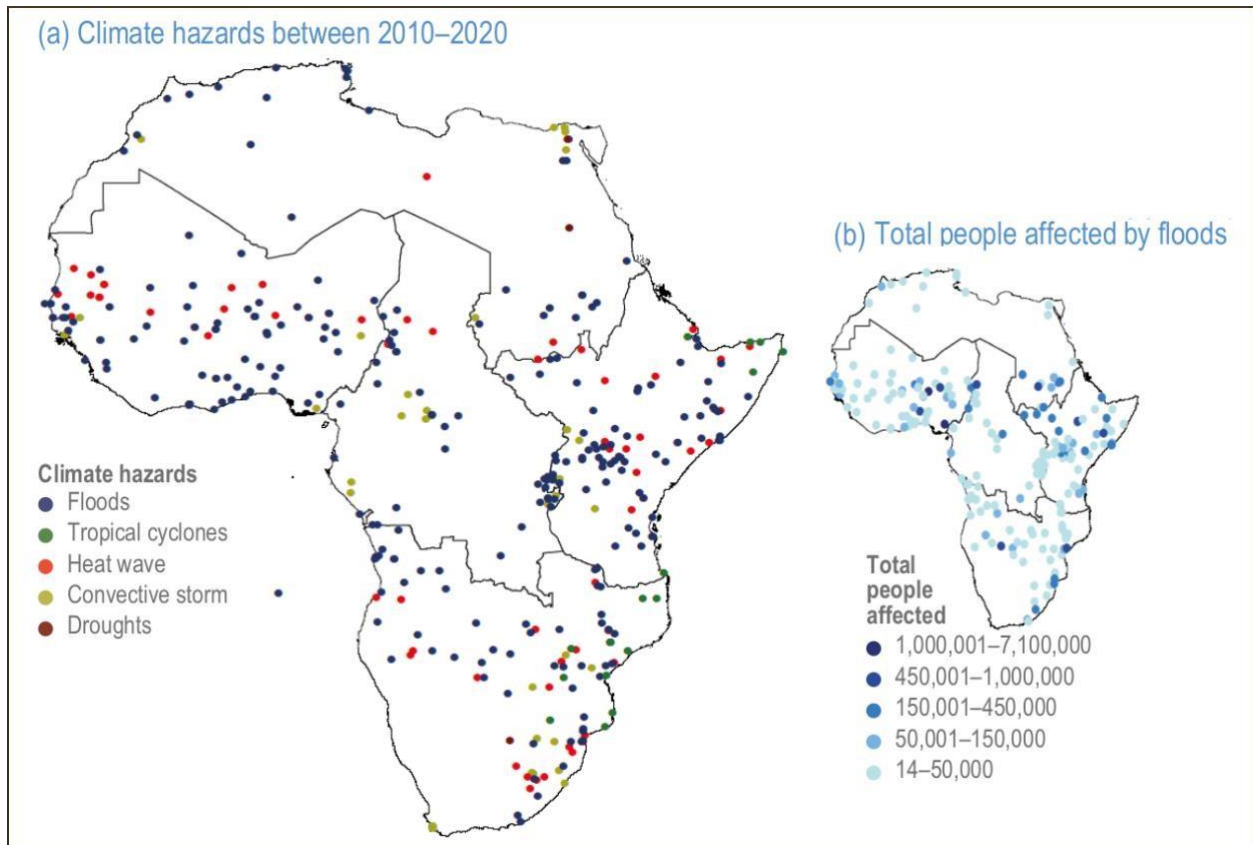 (a) Climate hazards between 2010–2020
(b) Total people affected by floods
Climate hazards
Floods
Tropical cyclones
Heat wave
Convective storm
Droughts
Total
people
affected
1,000,001–7,100,000
450,001–1,000,000
150,001–450,000
50,001–150,000
14–50,000